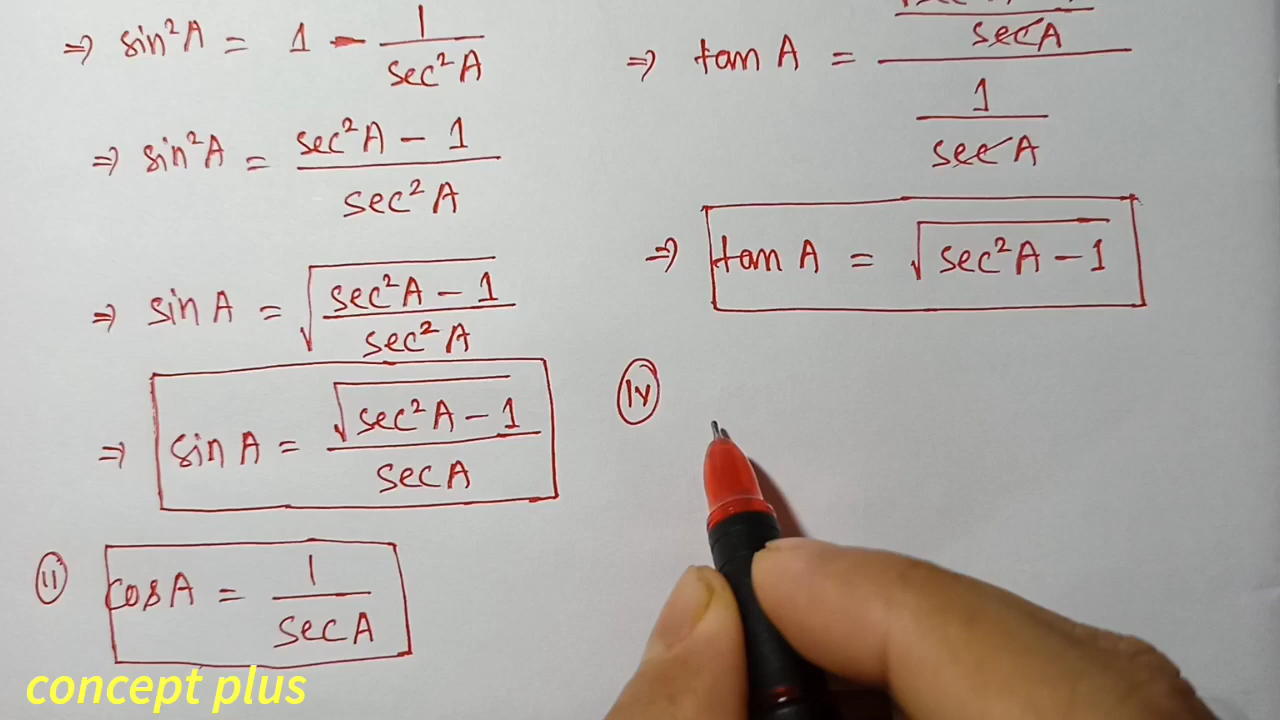 ⇒ sin²A = 1 - 1/sec²A
⇒ sin²A = sec²A - 1/sec²A
⇒ sin A = √(sec²A - 1/sec²A)
⇒ sin A = √(sec²A - 1)/sec A
(ii) cos A = 1/sec A
⇒ tan A = sec A/(1/sec A)
⇒ tan A = √(sec²A - 1)
(iv)
concept plus